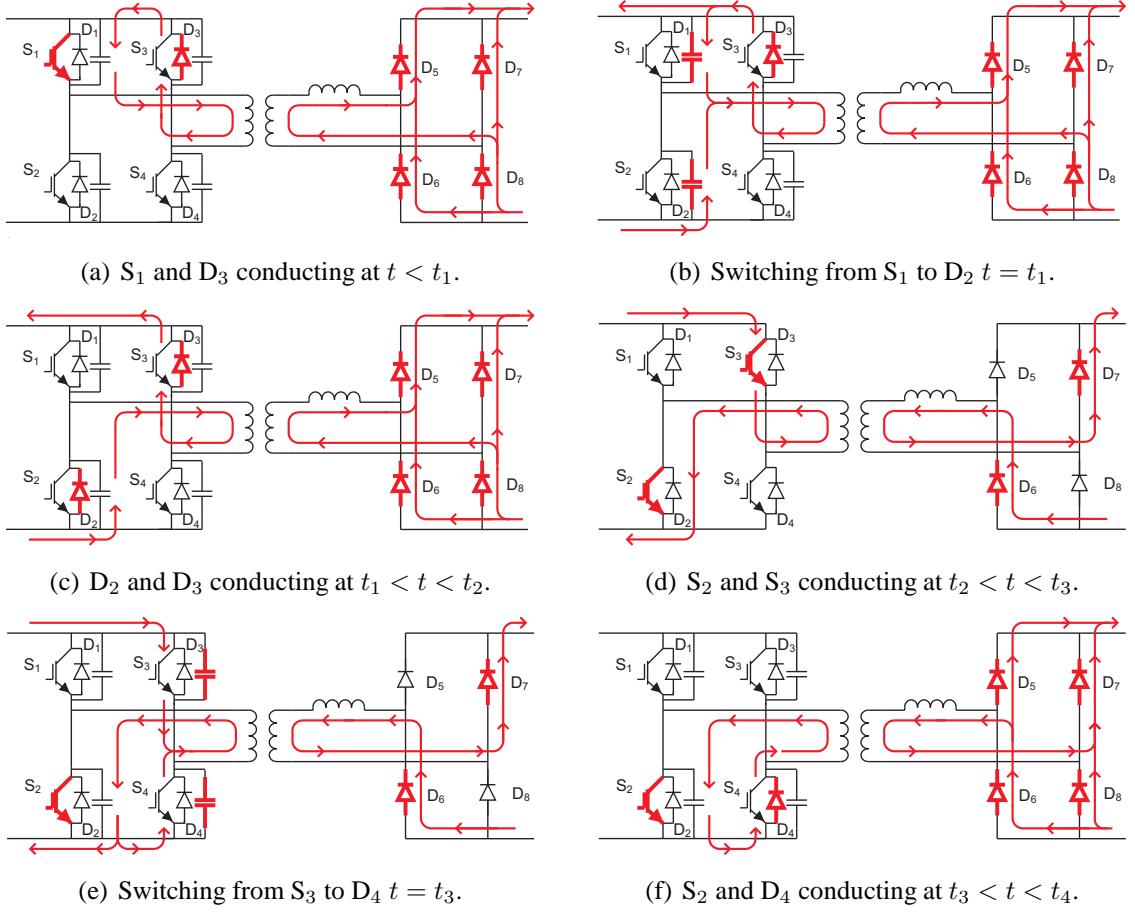 D₁ D₃
S₁ S₃ D₅ D₇
S₂ S₄ D₆ D₈
D₂ D₄
(a) S₁ and D₃ conducting at t < t₁.
D₁ D₃
S₁ S₃ D₅ D₇
S₂ S₄ D₆ D₈
D₂ D₄
(b) Switching from S₁ to D₂ t = t₁.
D₁ D₃
S₁ S₃ D₅ D₇
S₂ S₄ D₆ D₈
D₂ D₄
(c) D₂ and D₃ conducting at t₁ < t < t₂.
D₁ D₃
S₁ S₃ D₅ D₇
S₂ S₄ D₆ D₈
D₂ D₄
(d) S₂ and S₃ conducting at t₂ < t < t₃.
D₁ D₃
S₁ S₃ D₅ D₇
S₂ S₄ D₆ D₈
D₂ D₄
(e) Switching from S₃ to D₄ t = t₃.
D₁ D₃
S₁ S₃ D₅ D₇
S₂ S₄ D₆ D₈
D₂ D₄
(f) S₂ and D₄ conducting at t₃ < t < t₄.